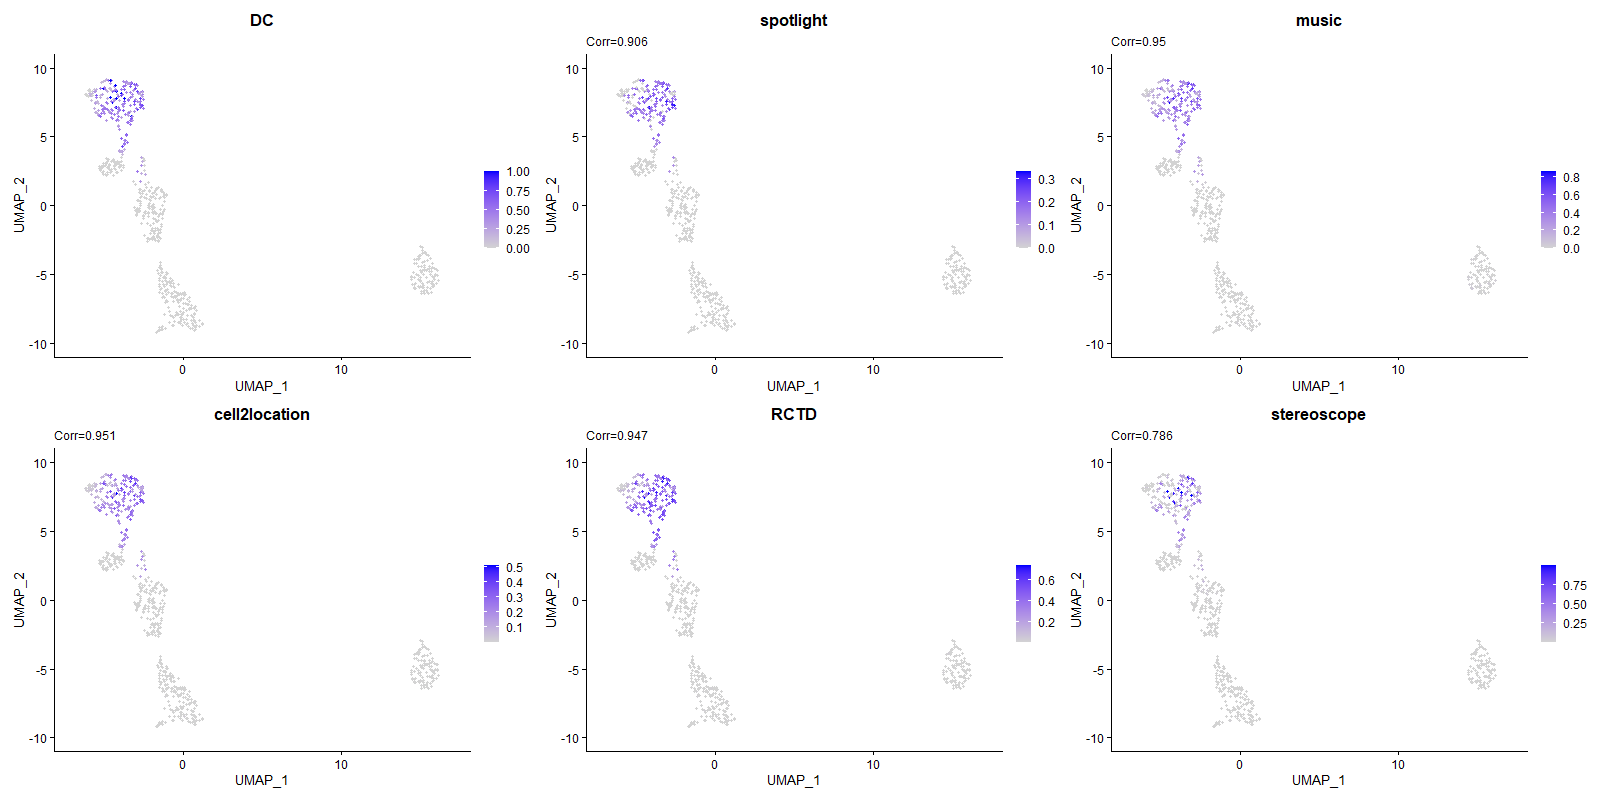 DC
10
5
0
-5
-10
UMAP_2
0
10
UMAP_1
1.00
0.75
0.50
0.25
0.00
spotlight
Corr=0.906
10
5
0
-5
-10
UMAP_2
0
10
UMAP_1
0.3
0.2
0.1
0.0
music
Corr=0.95
10
5
0
-5
-10
UMAP_2
0
10
UMAP_1
0.8
0.6
0.4
0.2
0.0
cell2location
Corr=0.951
10
5
0
-5
-10
UMAP_2
0
10
UMAP_1
0.5
0.4
0.3
0.2
0.1
RCTD
Corr=0.947
10
5
0
-5
-10
UMAP_2
0
10
UMAP_1
0.6
0.4
0.2
stereoscope
Corr=0.786
10
5
0
-5
-10
UMAP_2
0
10
UMAP_1
0.75
0.50
0.25